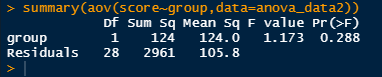 > summary(aov(score~group,data=anova_data2))
            Df Sum Sq Mean Sq F value Pr(>F)
group        1    124   124.0   1.173  0.288
Residuals   28   2961   105.8
>